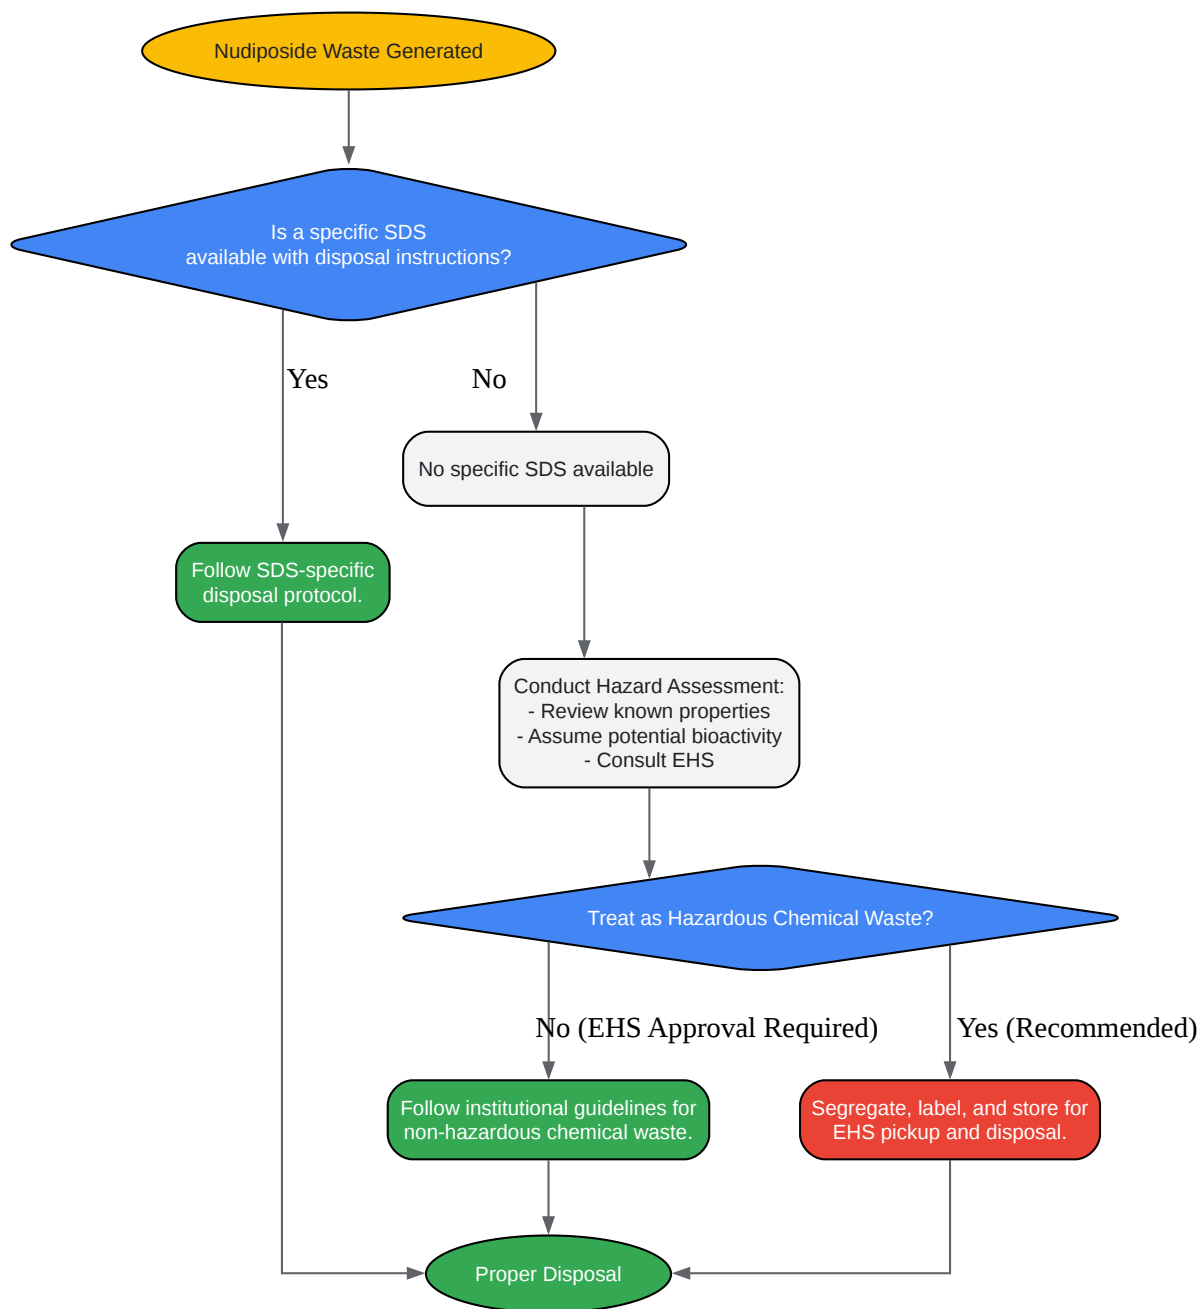 Nudiposide Waste Generated
Is a specific SDS
available with disposal instructions?
Yes
No
No specific SDS available
Follow SDS-specific
disposal protocol.
Conduct Hazard Assessment:
- Review known properties
- Assume potential bioactivity
- Consult EHS
Treat as Hazardous Chemical Waste?
No (EHS Approval Required)
Yes (Recommended)
Follow institutional guidelines for
non-hazardous chemical waste.
Segregate, label, and store for
EHS pickup and disposal.
Proper Disposal